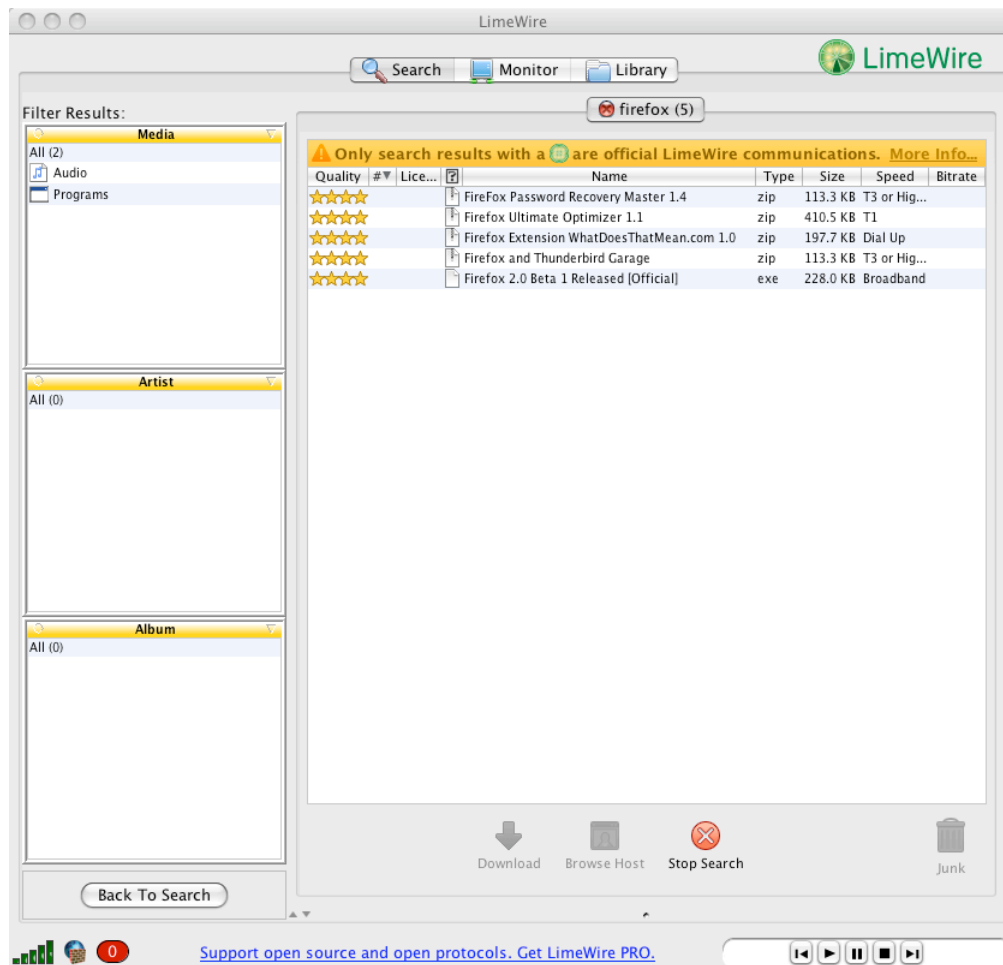 LimeWire
Search Monitor Library
LimeWire
Filter Results:
firefox (5)
Media
All (2)
Audio
Programs
Artist
All (0)
Album
All (0)
Back To Search
Only search results with a are official LimeWire communications. More Info...
Quality # Lice... ? Name Type Size Speed Bitrate
FireFox Password Recovery Master 1.4 zip 113.3 KB T3 or Hig...
Firefox Ultimate Optimizer 1.1 zip 410.5 KB T1
Firefox Extension WhatDoesThatMean.com 1.0 zip 197.7 KB Dial Up
Firefox and Thunderbird Garage zip 113.3 KB T3 or Hig...
Firefox 2.0 Beta 1 Released [Official] exe 228.0 KB Broadband
Download Browse Host Stop Search Junk
0
Support open source and open protocols. Get LimeWire PRO.